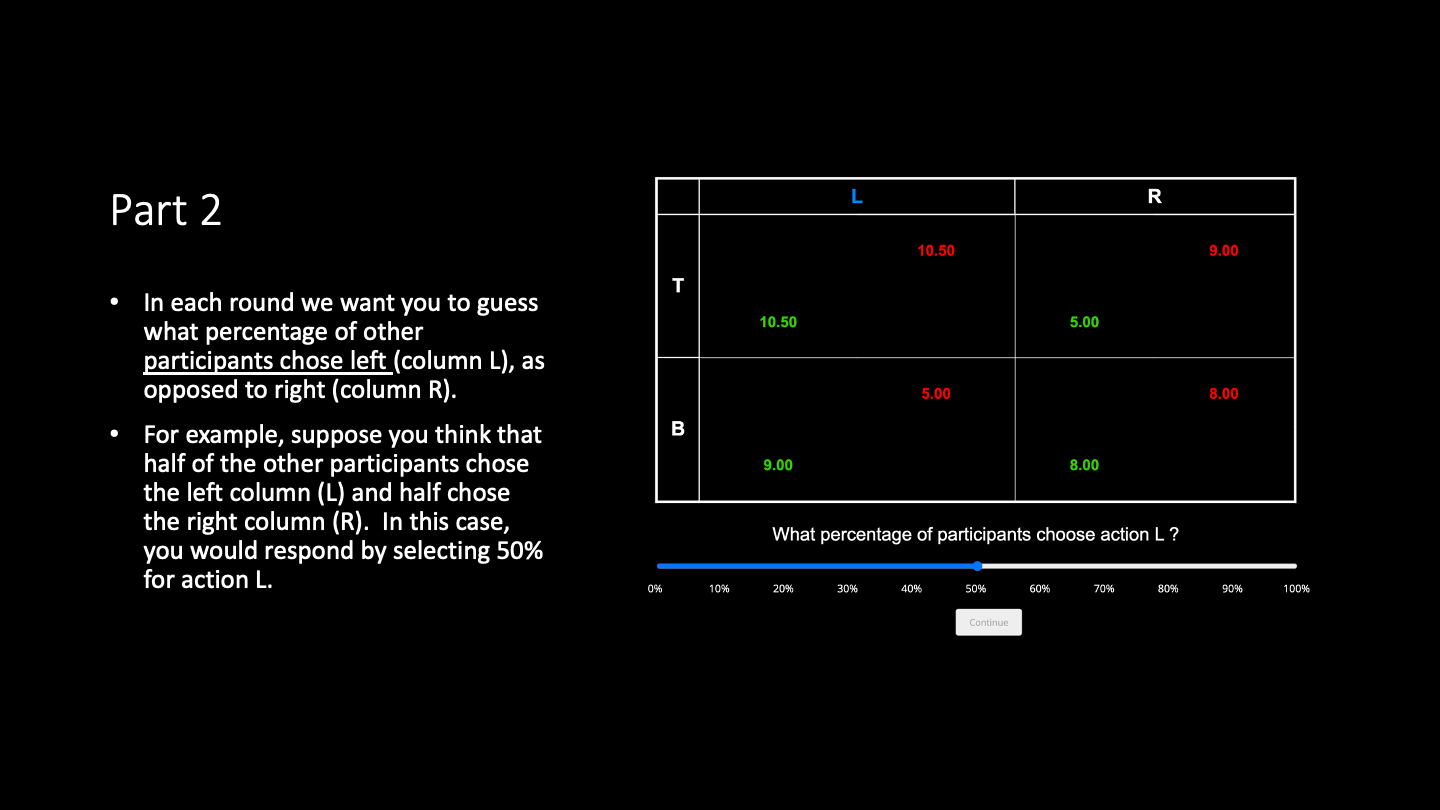 Part 2
• In each round we want you to guess
what percentage of other
participants chose left (column L), as
opposed to right (column R).
• For example, suppose you think that
half of the other participants chose
the left column (L) and half chose
the right column (R).  In this case,
you would respond by selecting 50%
for action L.
L R
10.50 9.00
T
10.50 5.00
5.00 8.00
B
9.00 8.00
What percentage of participants choose action L ?
0% 10% 20% 30% 40% 50% 60% 70% 80% 90% 100%
Continue